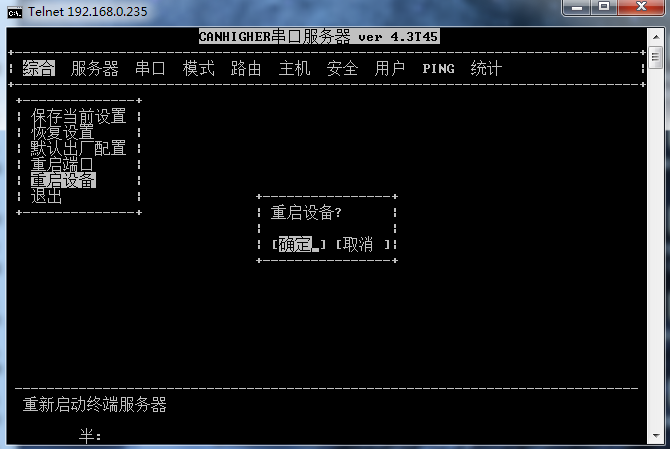 Telnet 192.168.0.235
CANHIGHER串口服务器 ver 4.3T45
综合 服务器 串口 模式 路由 主机 安全 用户 PING 统计
保存当前设置
恢复设置
默认出厂配置
重启端口
重启设备
退出
重启设备?
[确定 ] [取消 ]
重新启动终端服务器
半: